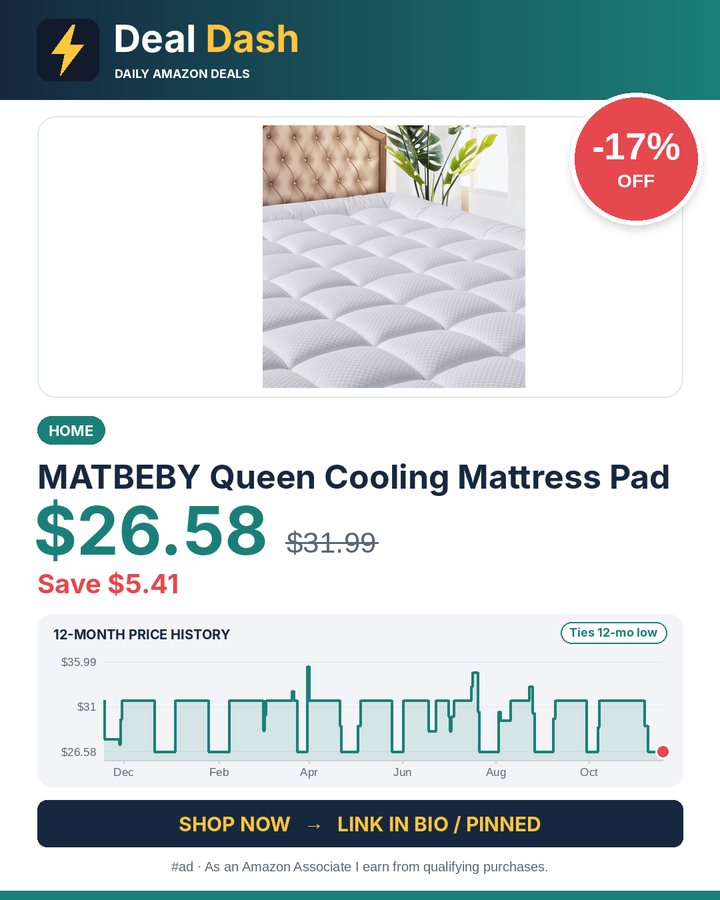 Deal Dash
DAILY AMAZON DEALS
-17%
OFF
HOME
MATBEBY Queen Cooling Mattress Pad
$26.58 $31.99
Save $5.41
12-MONTH PRICE HISTORY
Ties 12-mo low
$35.99
$31
$26.58
Dec Feb Apr Jun Aug Oct
SHOP NOW → LINK IN BIO / PINNED
#ad · As an Amazon Associate I earn from qualifying purchases.